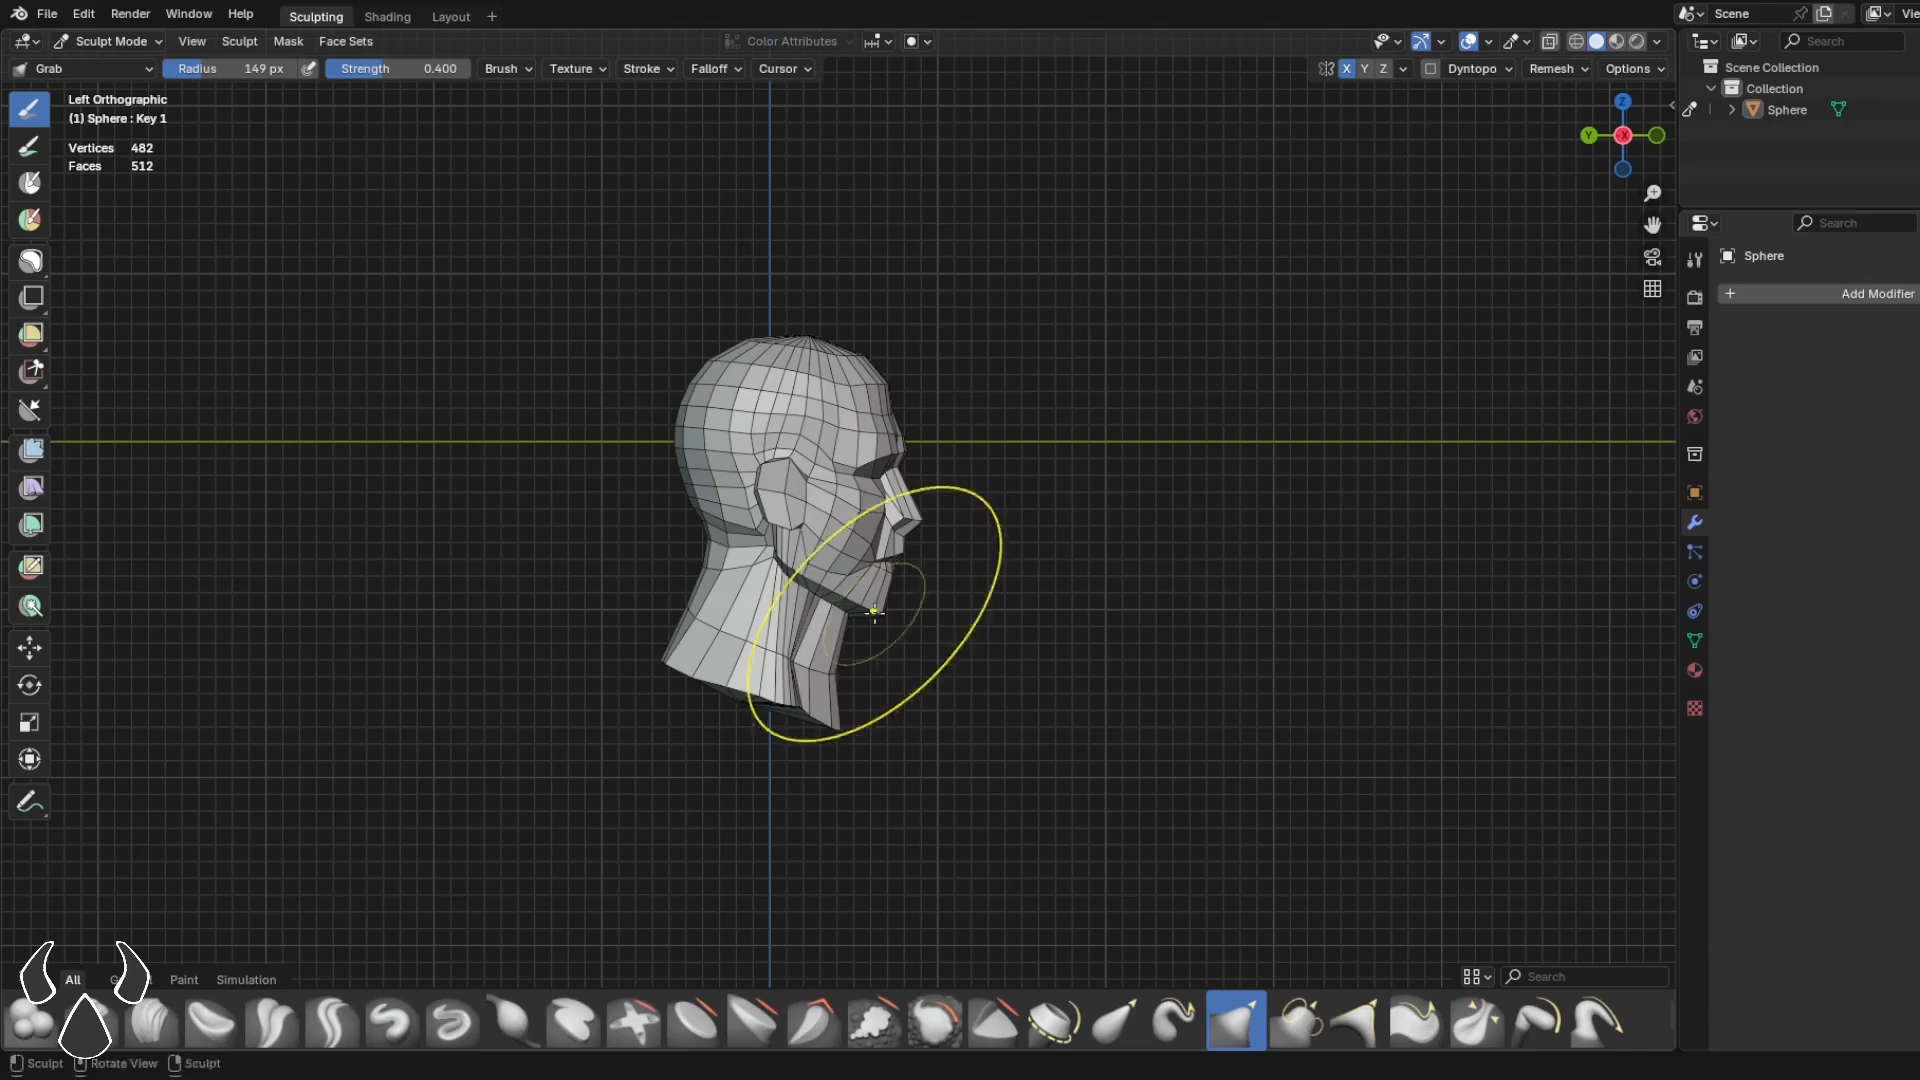 File Edit Render Window Help Sculpting Shading Layout + Scene Vie
Sculpt Mode View Sculpt Mask Face Sets Color Attributes Search
Grab Radius 149 px Strength 0.400 Brush Texture Stroke Falloff Cursor X Y Z Dyntopo Remesh Options Scene Collection
Collection
Sphere
Left Orthographic
(1) Sphere : Key 1
Vertices 482
Faces 512
Z
Y X
Search
Sphere
+ Add Modifier
All Paint Simulation Search
Sculpt Rotate View Sculpt